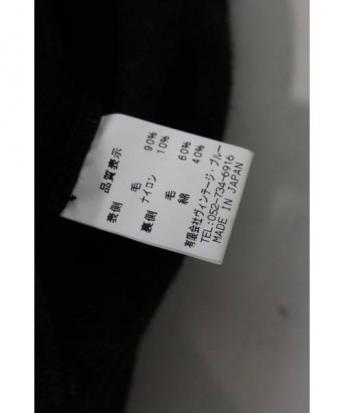 品質表示
表側 毛 90%
ナイロン 10%
裏側 毛 60%
綿 40%
有限会社ヴィンテージ・ブルー
TEL:052-734-6916
MADE IN JAPAN